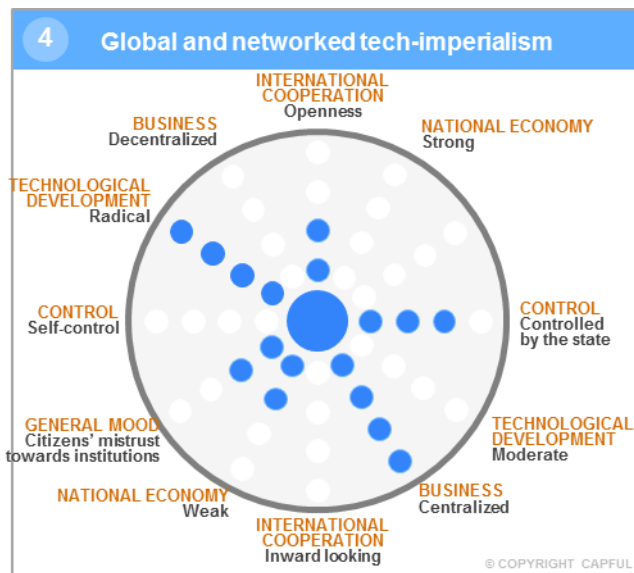 4
Global and networked tech-imperialism
INTERNATIONAL
COOPERATION
Openness
BUSINESS
Decentralized
NATIONAL ECONOMY
Strong
TECHNOLOGICAL
DEVELOPMENT
Radical
CONTROL
Self-control
CONTROL
Controlled
by the state
GENERAL MOOD
Citizens' mistrust
towards institutions
TECHNOLOGICAL
DEVELOPMENT
Moderate
NATIONAL ECONOMY
Weak
BUSINESS
Centralized
INTERNATIONAL
COOPERATION
Inward looking
© COPYRIGHT CAPFUL